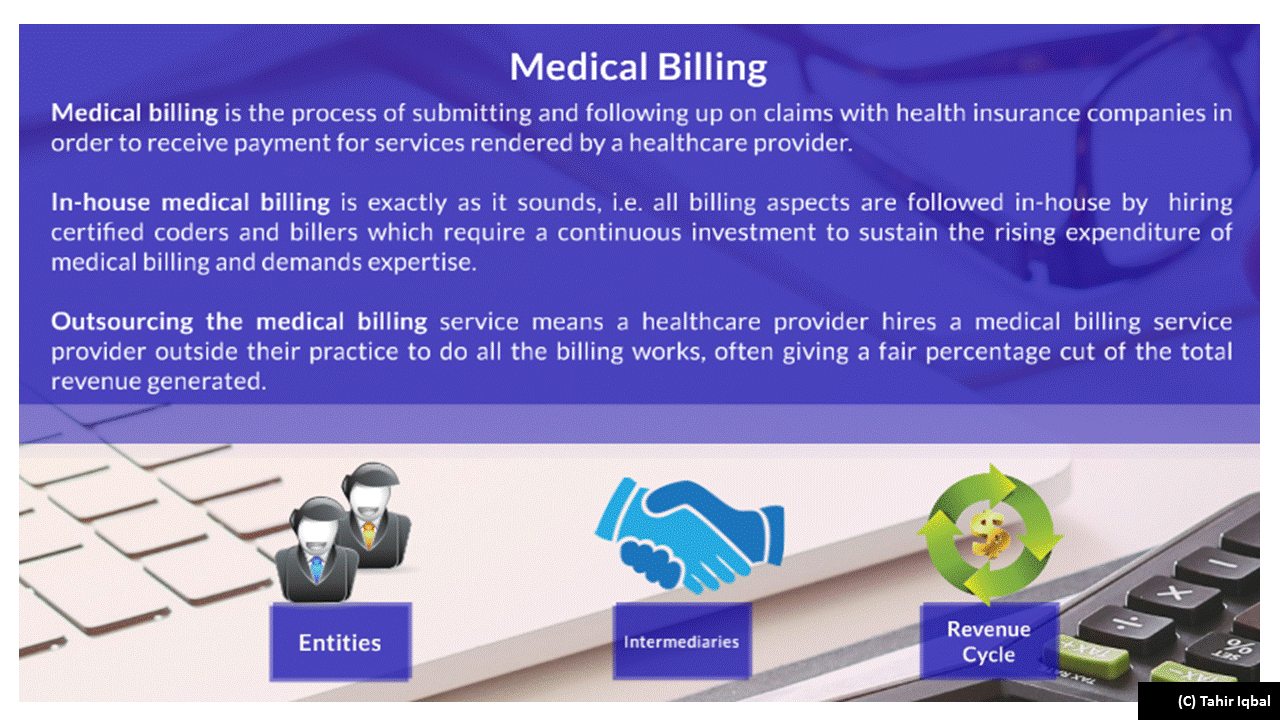 Medical Billing
Medical billing is the process of submitting and following up on claims with health insurance companies in
order to receive payment for services rendered by a healthcare provider.
In-house medical billing is exactly as it sounds, i.e. all billing aspects are followed in-house by hiring
certified coders and billers which require a continuous investment to sustain the rising expenditure of
medical billing and demands expertise.
Outsourcing the medical billing service means a healthcare provider hires a medical billing service
provider outside their practice to do all the billing works, often giving a fair percentage cut of the total
revenue generated.
$
Entities
Intermediaries
Revenue
Cycle
−
×
÷
%
SET
TAX+
TAX−
(C) Tahir Iqbal